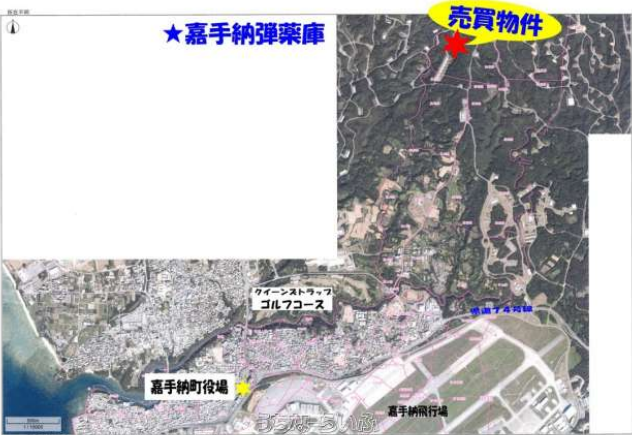 ★嘉手納弾薬庫
売買物件
クイーンストラップ
ゴルフコース
県道74号線
嘉手納町役場
嘉手納飛行場
うちなーらいふ